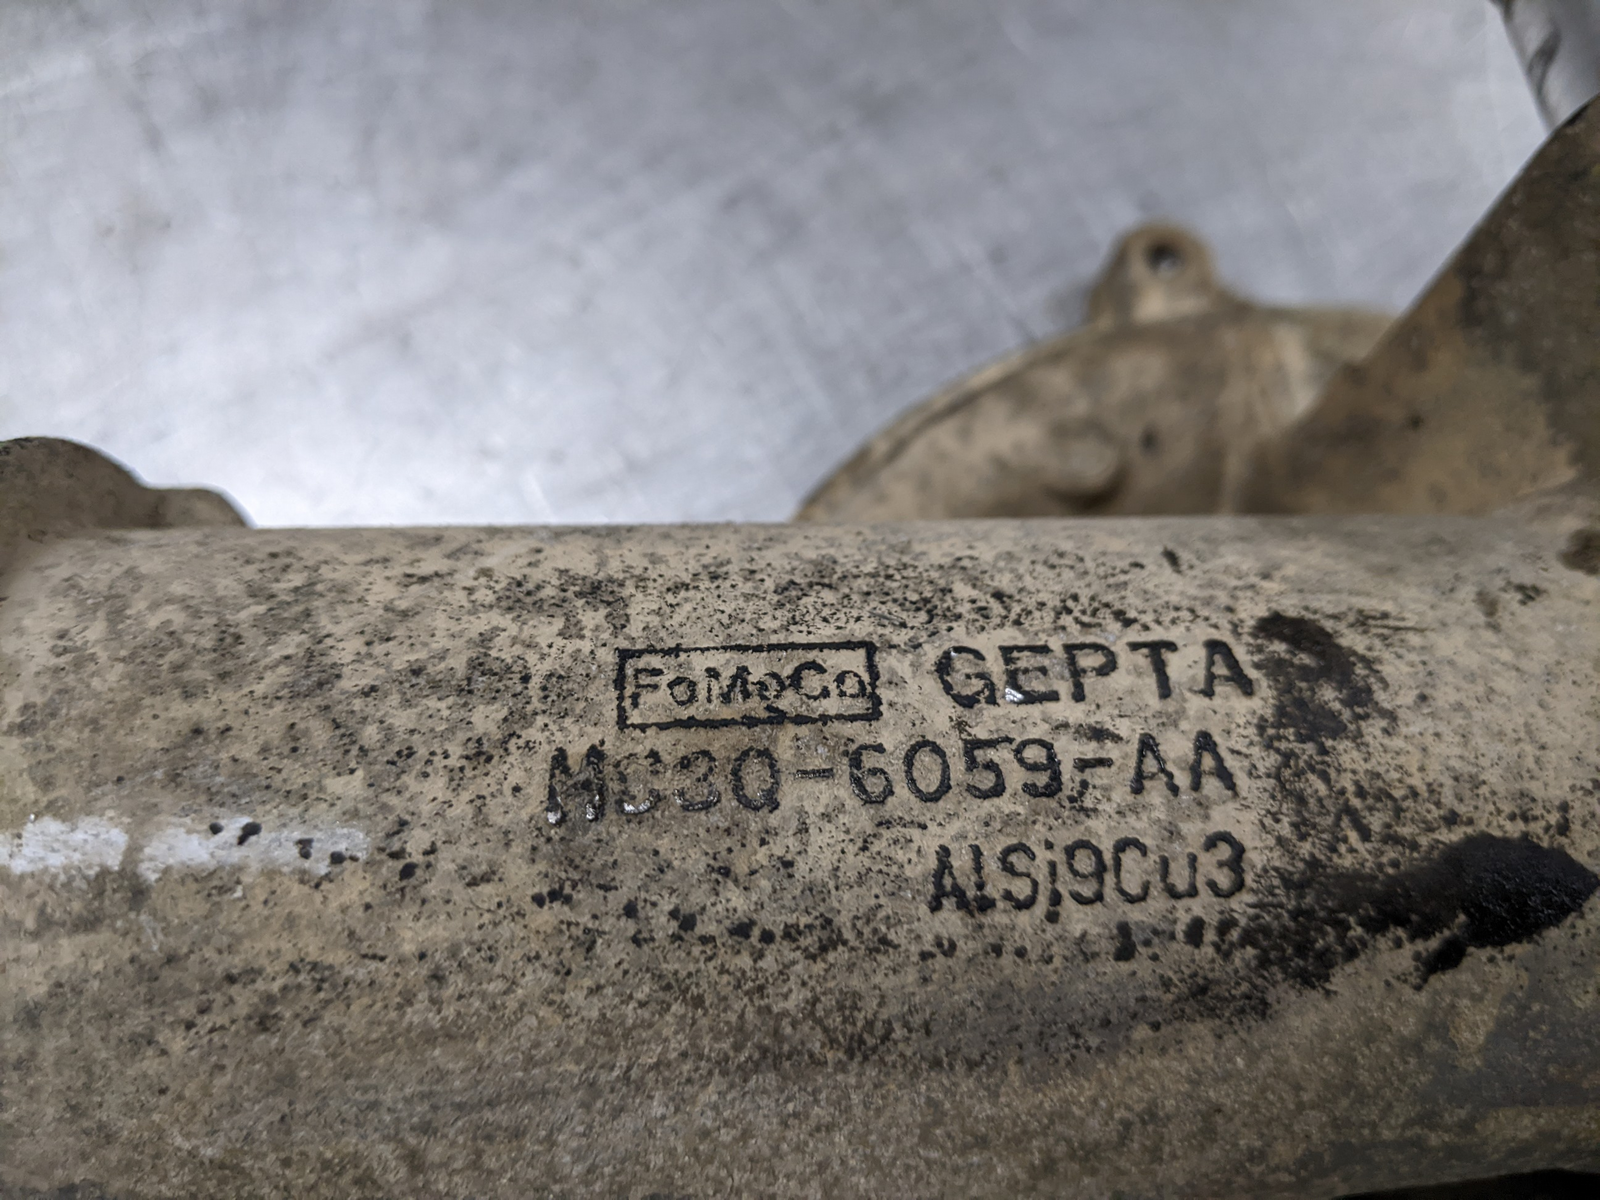 FoMoCo GEPTA
MC3Q-6059-AA
AlSi9Cu3